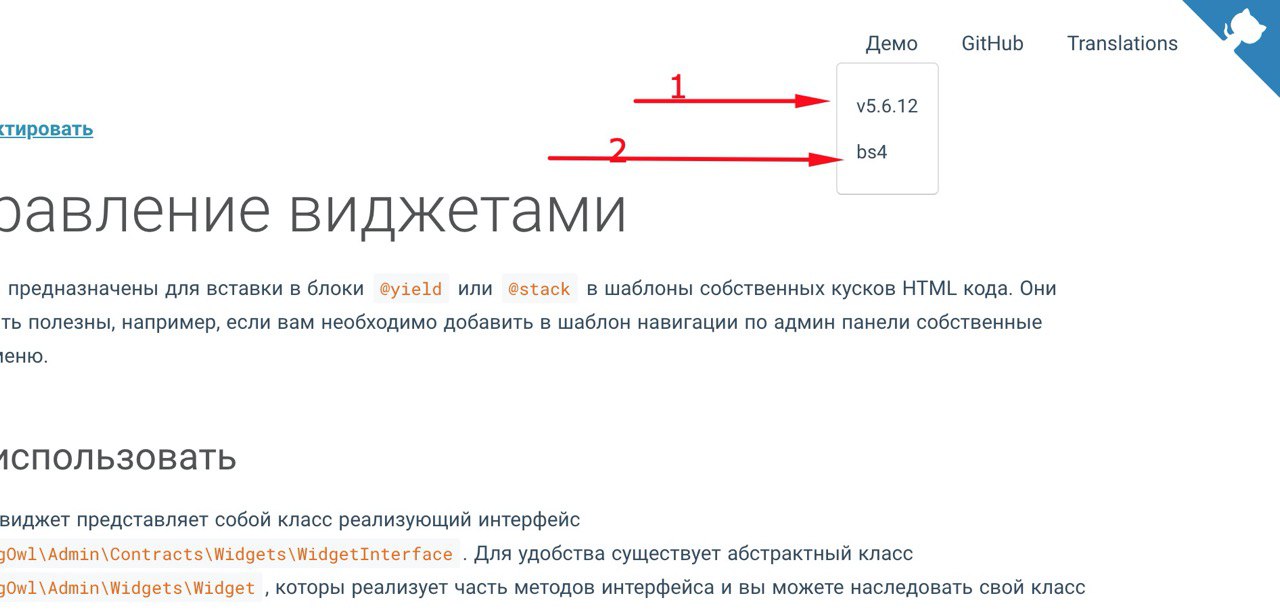 Демо GitHub Translations
1
v5.6.12
ктировать
2
bs4
равление виджетами
предназначены для вставки в блоки @yield или @stack в шаблоны собственных кусков HTML кода. Они
ть полезны, например, если вам необходимо добавить в шаблон навигации по админ панели собственные
меню.
использовать
виджет представляет собой класс реализующий интерфейс
gOwl\Admin\Contracts\Widgets\WidgetInterface . Для удобства существует абстрактный класс
gOwl\Admin\Widgets\Widget , которы реализует часть методов интерфейса и вы можете наследовать свой класс